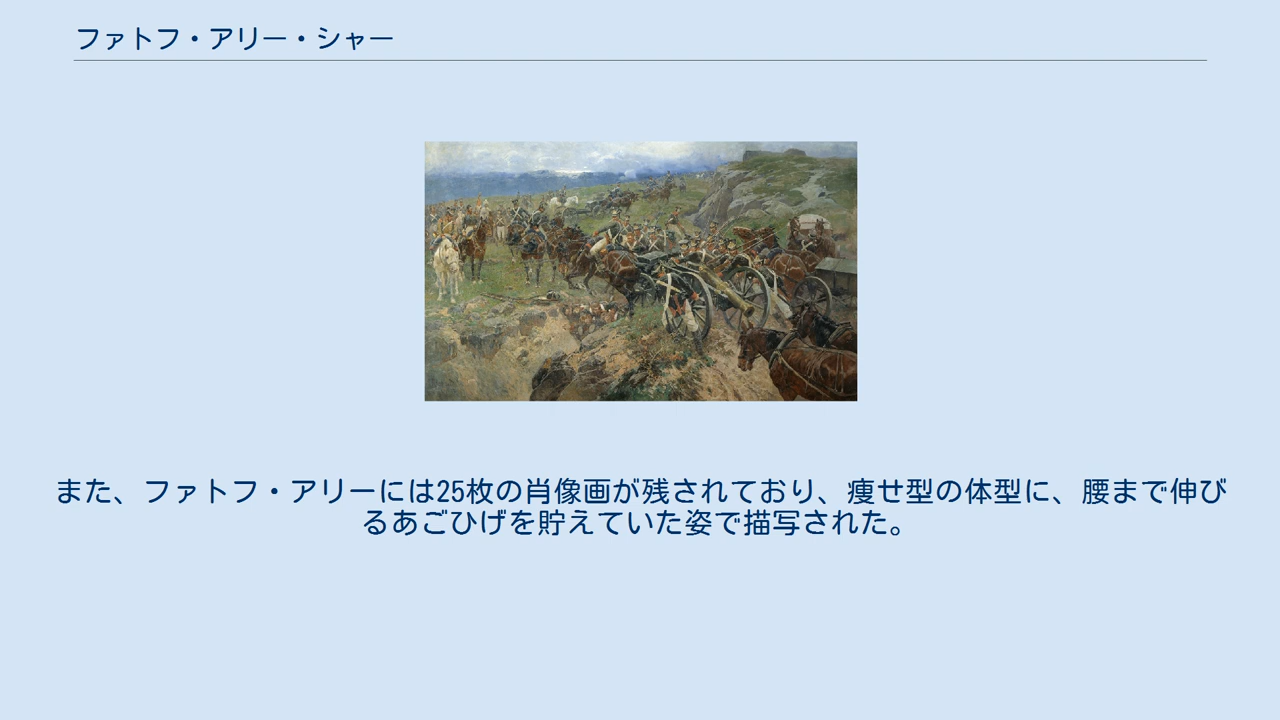 ファトフ・アリー・シャー
また、ファトフ・アリーには25枚の肖像画が残されており、痩せ型の体型に、腰まで伸び
るあごひげを貯えていた姿で描写された。